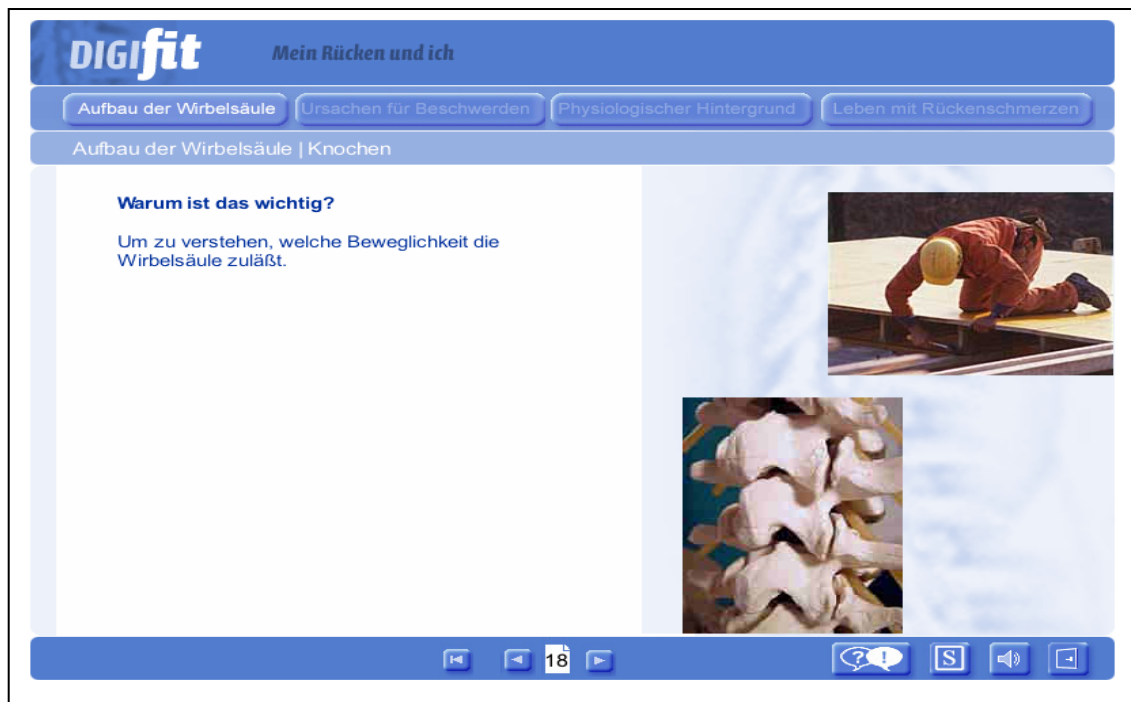 DIGIfit
Mein Rücken und ich
Aufbau der Wirbelsäule
Ursachen für Beschwerden
Physiologischer Hintergrund
Leben mit Rückenschmerzen
Aufbau der Wirbelsäule | Knochen
Warum ist das wichtig?
Um zu verstehen, welche Beweglichkeit die
Wirbelsäule zuläßt.
18
?!
S